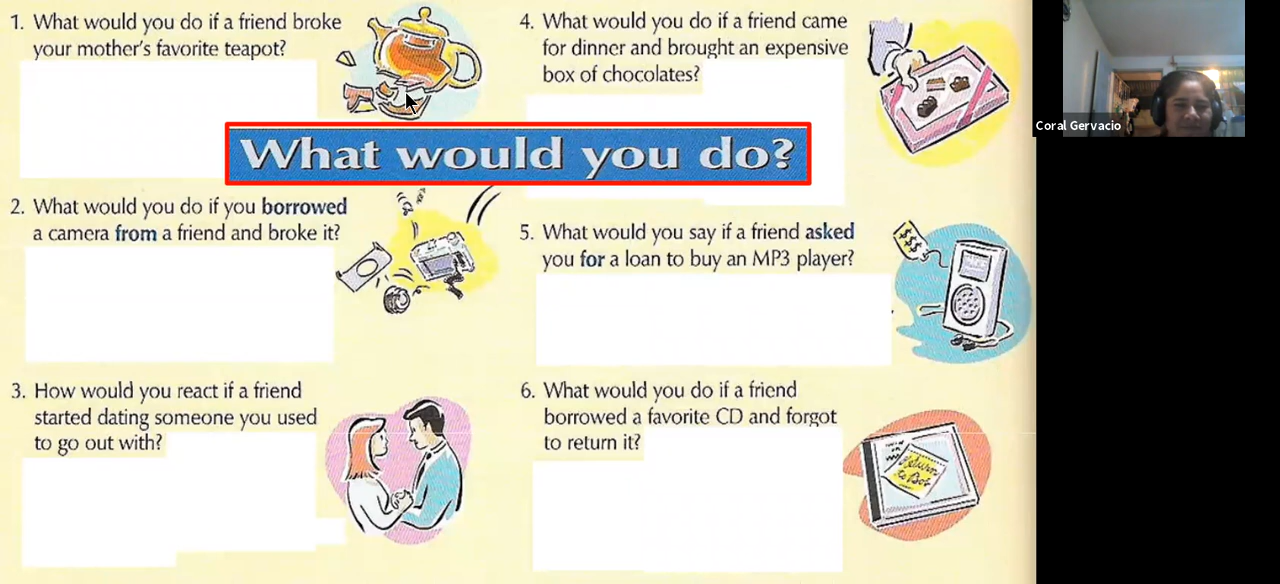 1. What would you do if a friend broke
your mother's favorite teapot?
What would you do?
2. What would you do if you borrowed
a camera from a friend and broke it?
3. How would you react if a friend
started dating someone you used
to go out with?
4. What would you do if a friend came
for dinner and brought an expensive
box of chocolates?
5. What would you say if a friend asked
you for a loan to buy an MP3 player?
$$$
6. What would you do if a friend
borrowed a favorite CD and forgot
to return it?
Return
to Bob
Coral Gervacio